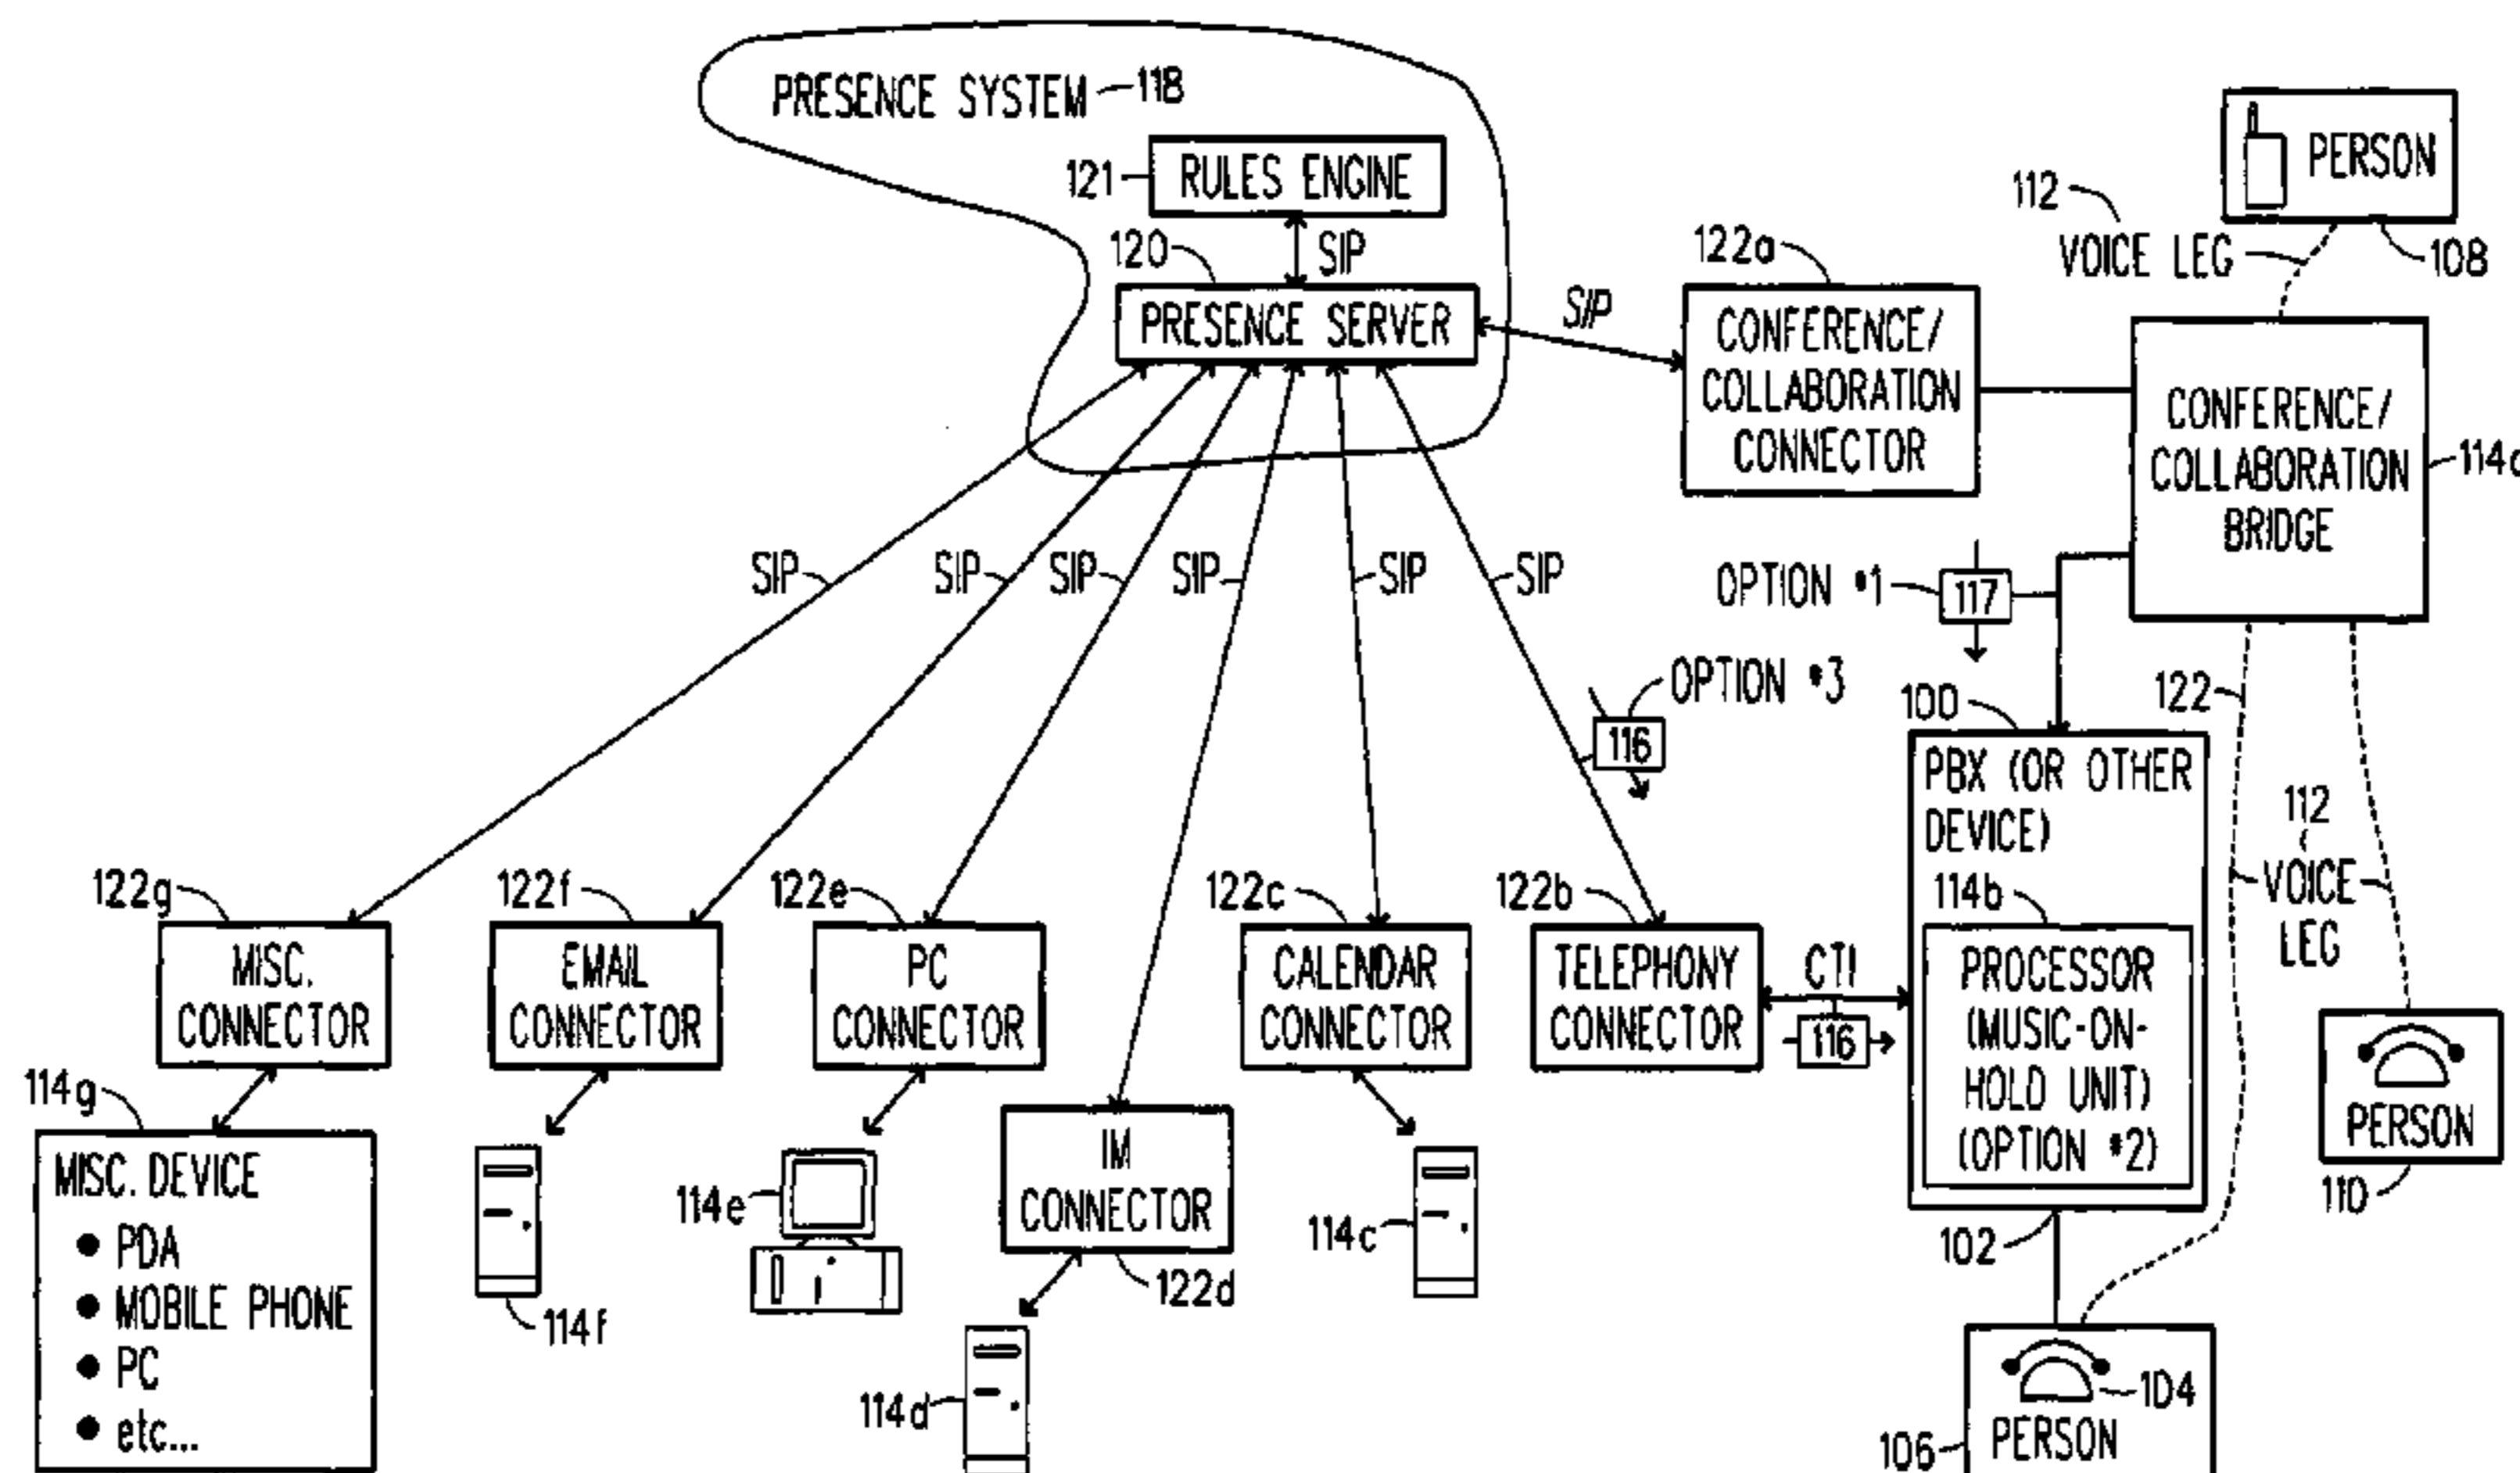 PRESENCE SYSTEM 118
121 RULES ENGINE
SIP
120
PRESENCE SERVER
SIP
122a
CONFERENCE/
COLLABORATION
CONNECTOR
112
VOICE LEG
PERSON
108
CONFERENCE/
COLLABORATION
BRIDGE
114a
SIP SIP SIP SIP SIP SIP
OPTION #1 117
OPTION #3
116
122
100
PBX (OR OTHER
DEVICE)
112
VOICE
LEG
114b
PROCESSOR
(MUSIC-ON-
HOLD UNIT)
(OPTION #2)
122g
MISC.
CONNECTOR
122f
EMAIL
CONNECTOR
122e
PC
CONNECTOR
122c
CALENDAR
CONNECTOR
122b
TELEPHONY
CONNECTOR
CTI
116
IM
CONNECTOR
122d
114g
MISC. DEVICE
● PDA
● MOBILE PHONE
● PC
● etc...
114f
114e
114d
114c
102
PERSON
110
104
PERSON
106